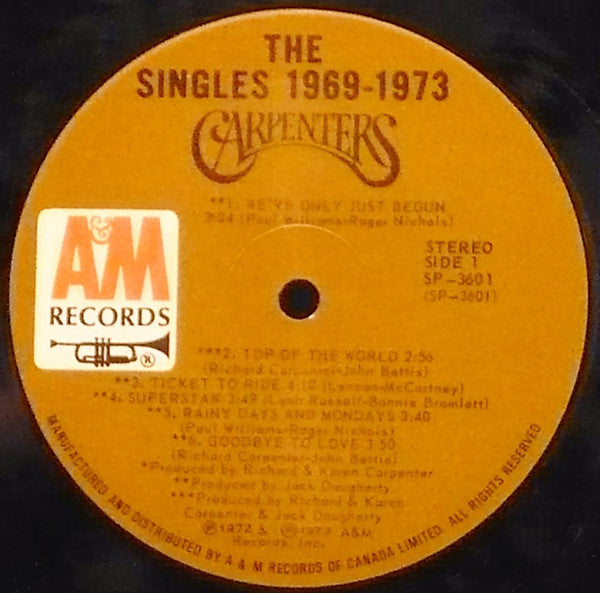 THE
SINGLES 1969-1973
CARPENTERS
**1. WE'VE ONLY JUST BEGUN
3:04 (Paul Williams-Roger Nichols)
STEREO
SIDE 1
SP-3601
(SP-3601)
A&M
RECORDS
®
***2. TOP OF THE WORLD 2:56
(Richard Carpenter-John Bettis)
**3. TICKET TO RIDE 4:10 (Lennon-McCartney)
**4. SUPERSTAR 3:49 (Leon Russell-Bonnie Bramlett)
**5. RAINY DAYS AND MONDAYS 3:40
(Paul Williams-Roger Nichols)
**6. GOODBYE TO LOVE 3:50
(Richard Carpenter-John Bettis)
*Produced by Richard & Karen Carpenter
**Produced by Jack Daugherty
***Produced by Richard & Karen
Carpenter & Jack Daugherty
Ⓟ1972 & Ⓟ1973 A&M
Records, Inc.
MANUFACTURED AND DISTRIBUTED BY A & M RECORDS OF CANADA LIMITED. ALL RIGHTS RESERVED